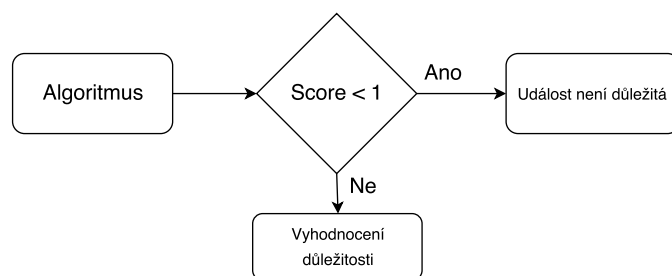 Algoritmus
Score < 1
Ano
Událost není důležitá
Ne
Vyhodnocení
důležitosti